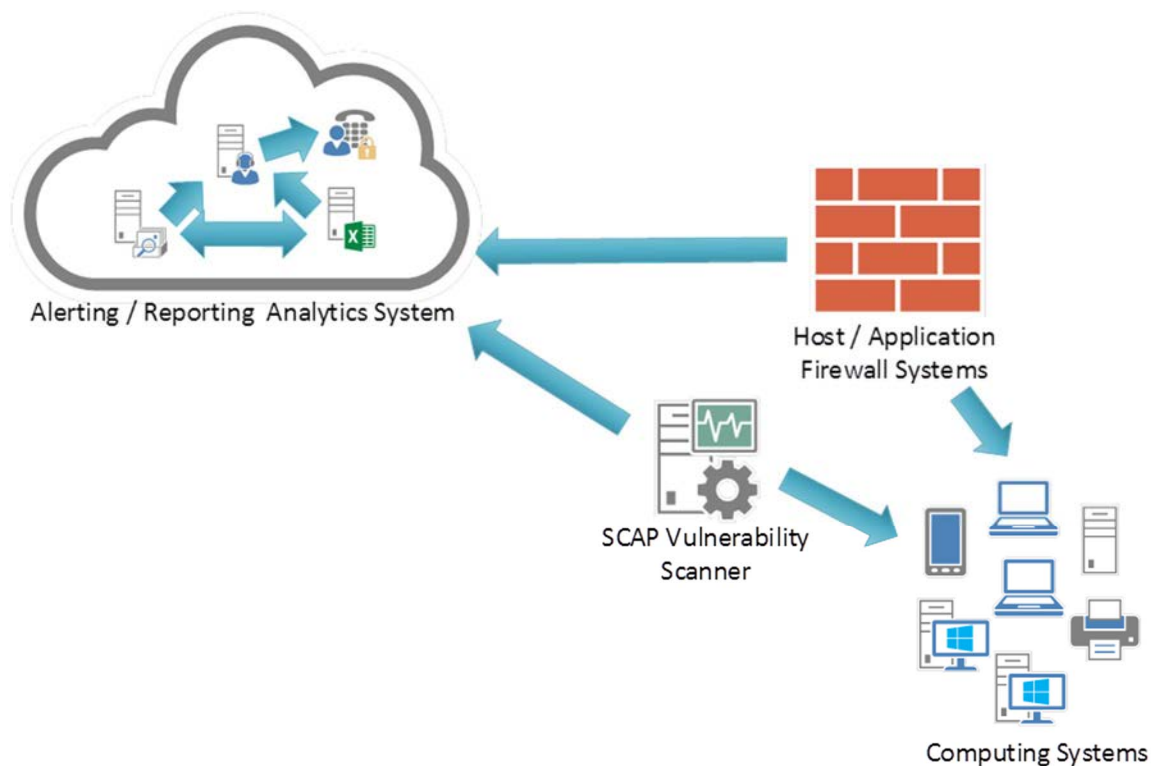 Alerting / Reporting Analytics System
Host / Application
Firewall Systems
SCAP Vulnerability
Scanner
Computing Systems